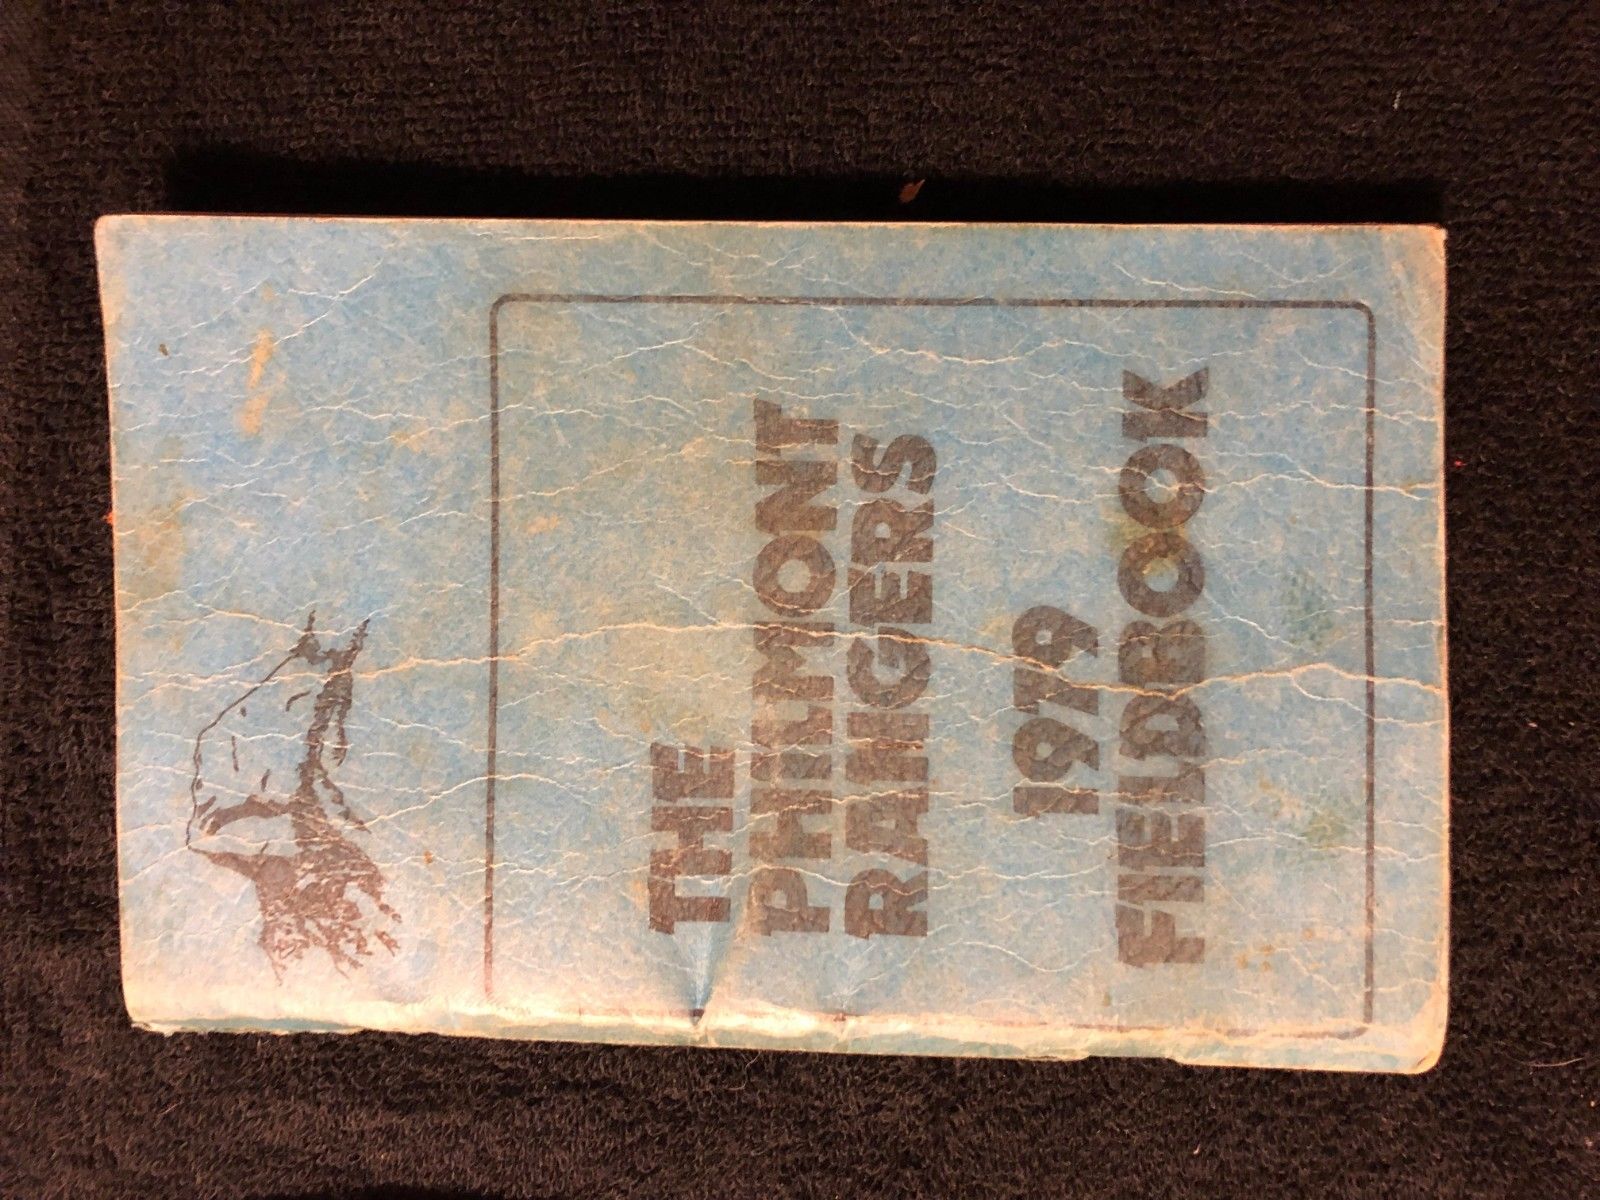 THE
PHILMONT
RANGERS
1979
FIELDBOOK